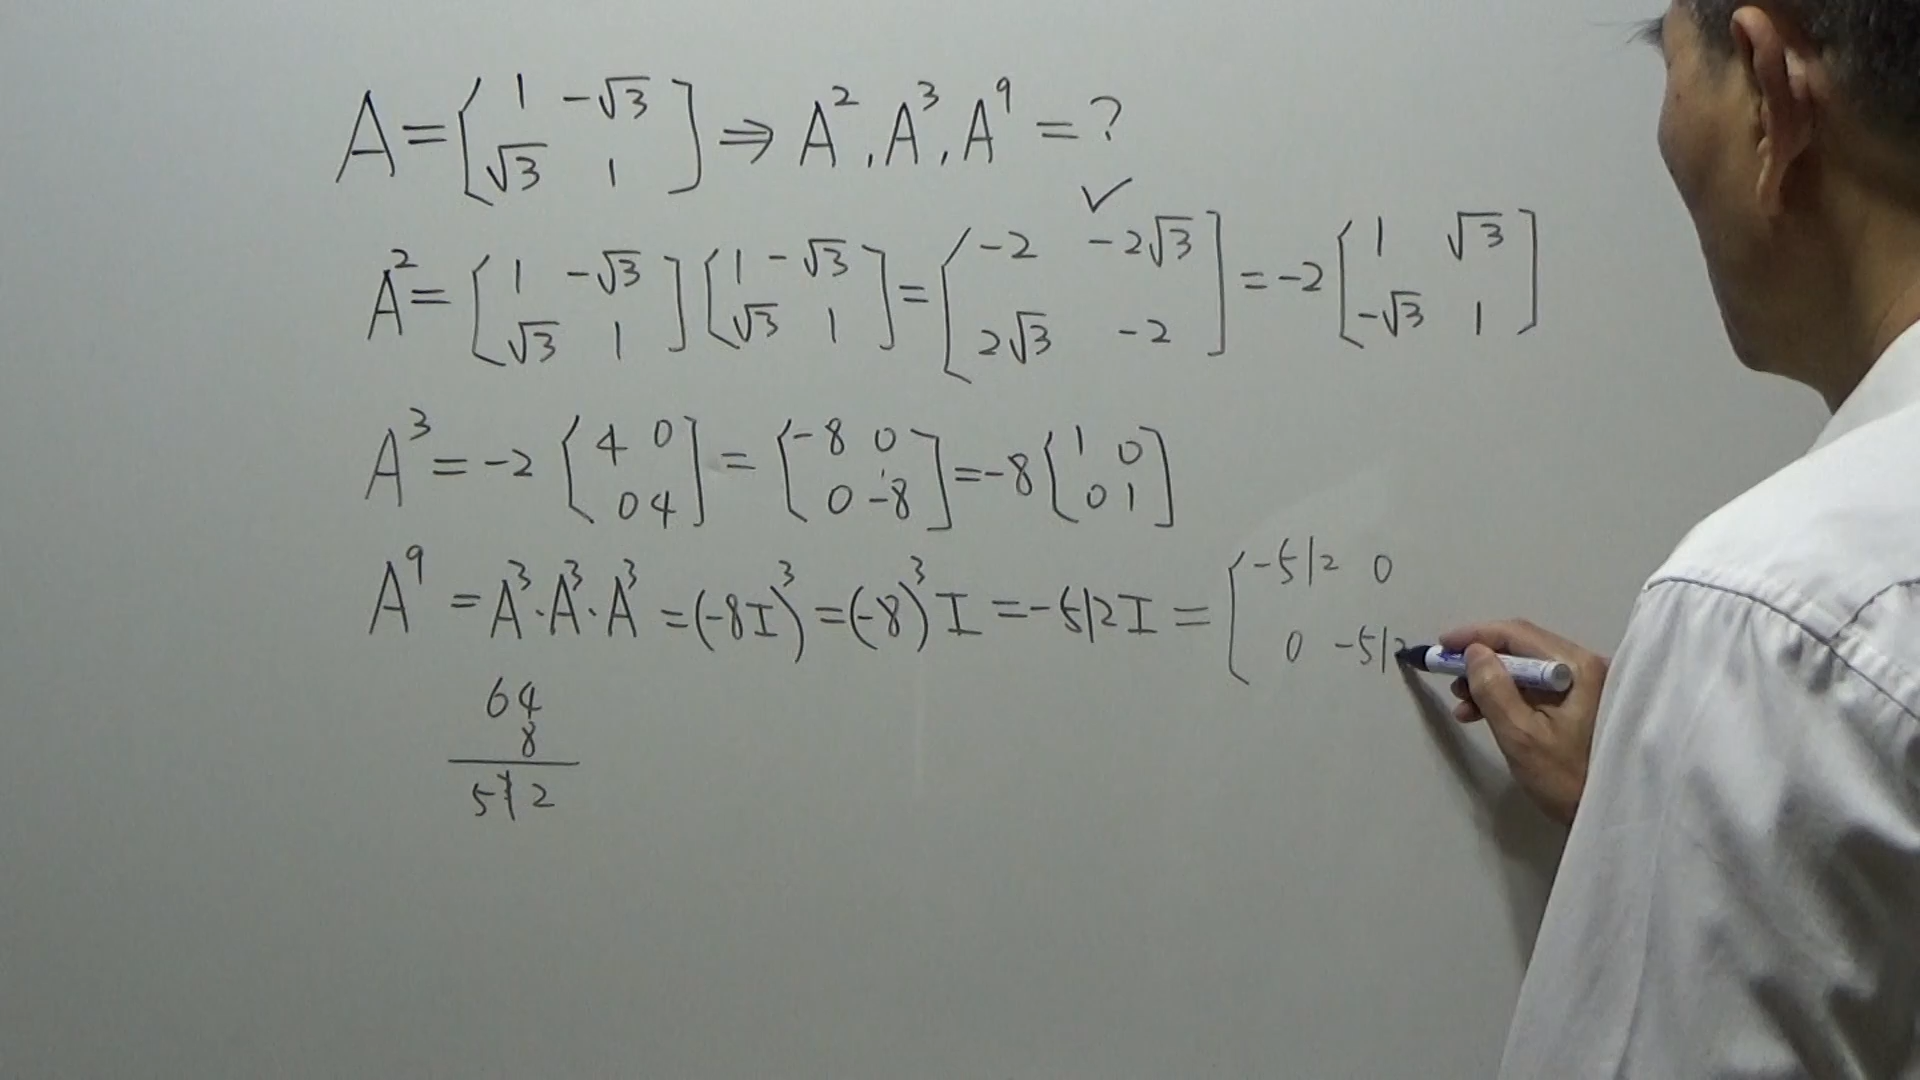 A = [1 -√3 √3 1] ⇒ A², A³, A⁹ = ?
✓
A² = [1 -√3 √3 1] [1 -√3 √3 1] = [-2 -2√3 2√3 -2] = -2 [1 √3 -√3 1]
A³ = -2 [4 0 0 4] = [-8 0 0 -8] = -8 [1 0 0 1]
A⁹ = A³·A³·A³ = (-8I)³ = (-8)³ I = -512I = [-512 0 0 -512
64
8
512